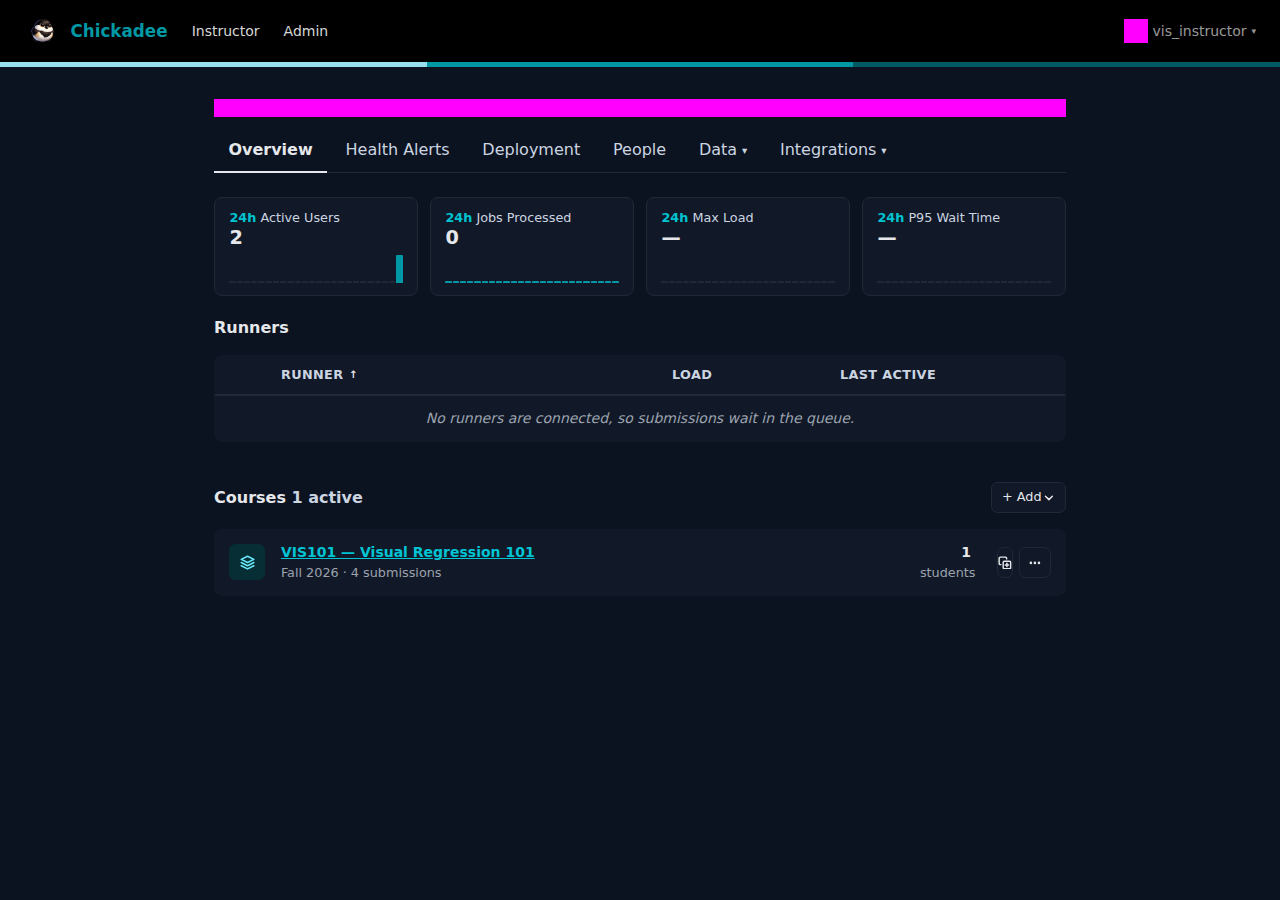 Chickadee Instructor Admin vis_instructor ▾
Overview Health Alerts Deployment People Data ▾ Integrations ▾
24h Active Users
2
24h Jobs Processed
0
24h Max Load
—
24h P95 Wait Time
—
Runners
RUNNER ↑ LOAD LAST ACTIVE
No runners are connected, so submissions wait in the queue.
Courses 1 active
+ Add
VIS101 — Visual Regression 101
Fall 2026 · 4 submissions
1
students